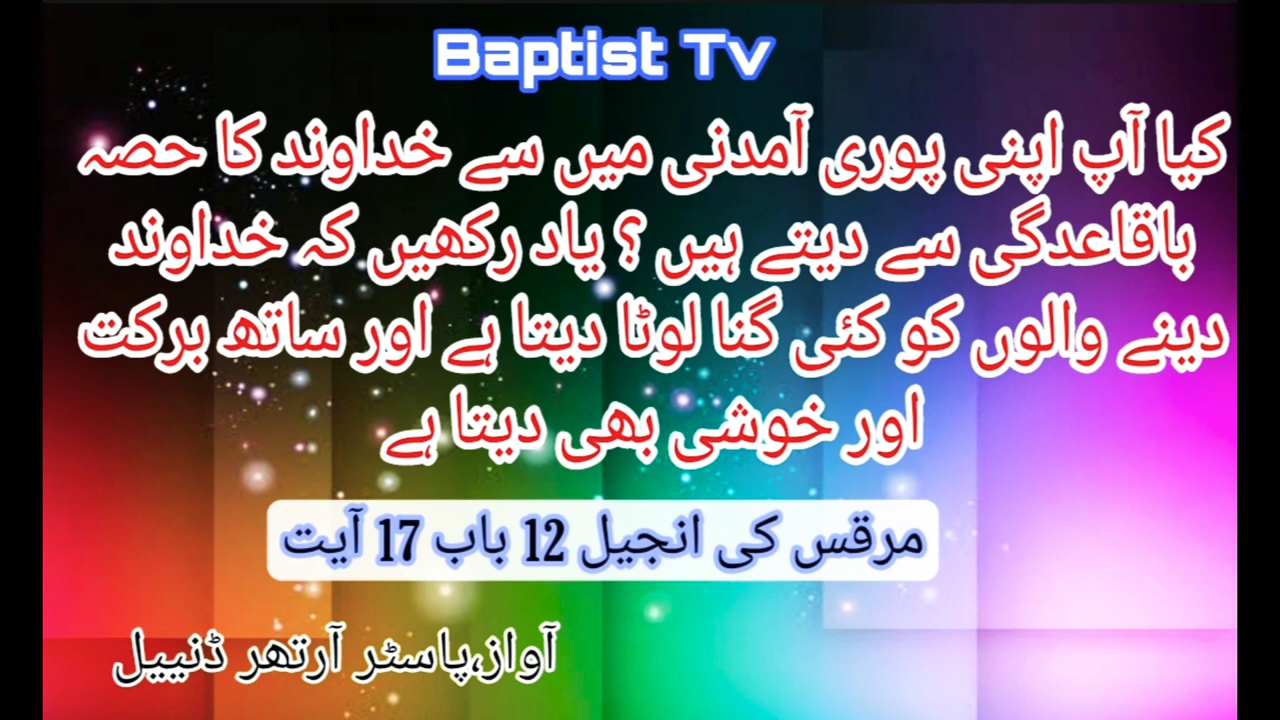 Baptist Tv
کیا آپ اپنی پوری آمدنی میں سے خداوند کا حصہ
باقاعدگی سے دیتے ہیں ؟ یاد رکھیں کہ خداوند
دینے والوں کو کئی گنا لوٹا دیتا ہے اور ساتھ برکت
اور خوشی بھی دیتا ہے
مرقس کی انجیل 12 باب 17 آیت
آواز،پاسٹر آرتھر ڈنییل